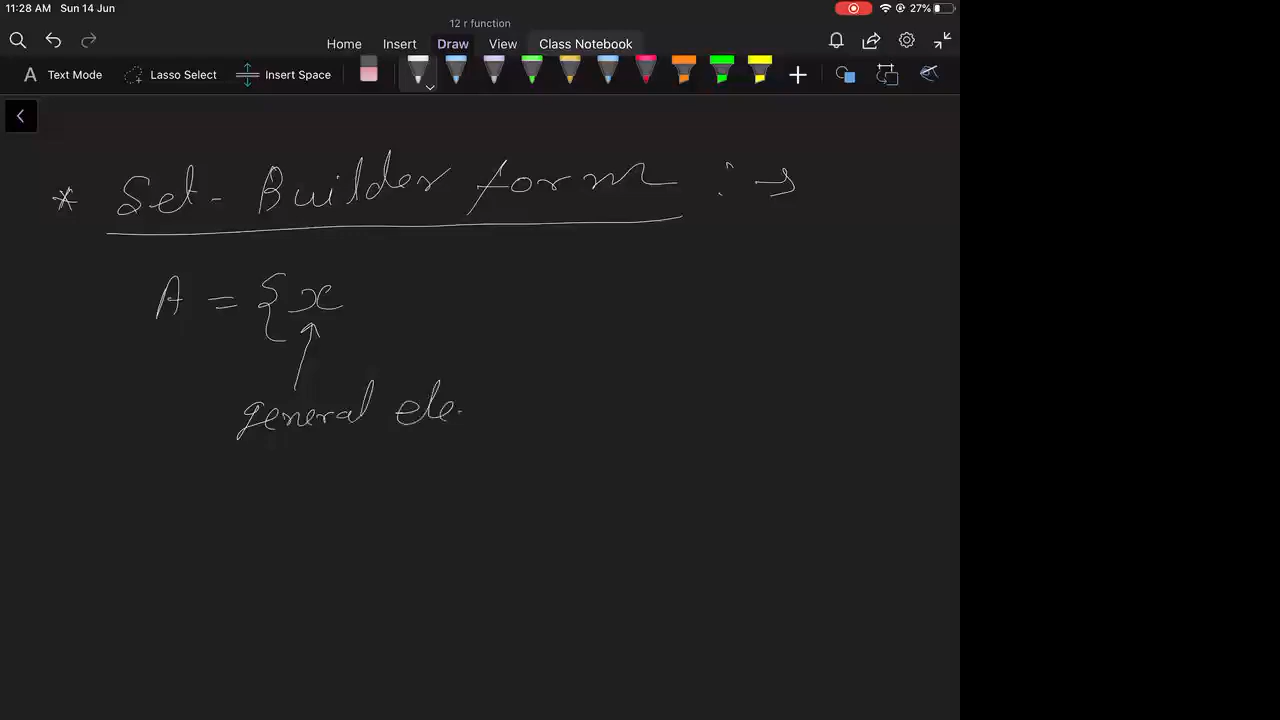 11:28 AM Sun 14 Jun
27%
12 r function
Home Insert Draw View Class Notebook
A Text Mode Lasso Select Insert Space
* Set-Builder form :→
A = {x
general ele.